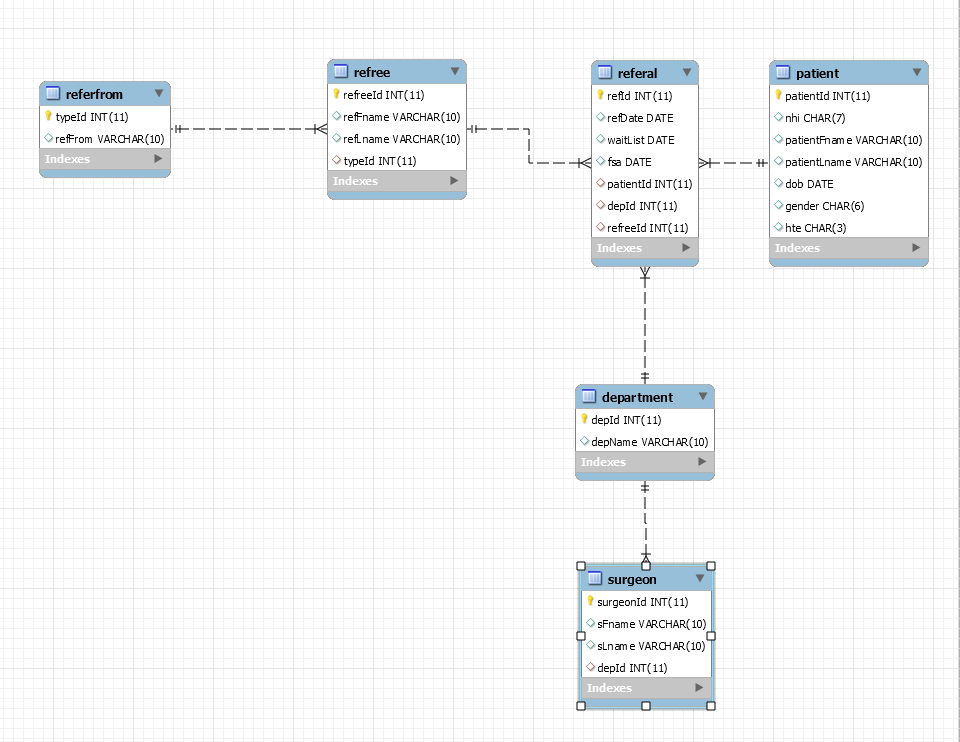 referfrom
typeId INT(11)
refFrom VARCHAR(10)
Indexes
refree
refreeId INT(11)
refFname VARCHAR(10)
refLname VARCHAR(10)
typeId INT(11)
Indexes
referal
refId INT(11)
refDate DATE
waitList DATE
fsa DATE
patientId INT(11)
depId INT(11)
refreeId INT(11)
Indexes
patient
patientId INT(11)
nhi CHAR(7)
patientFname VARCHAR(10)
patientLname VARCHAR(10)
dob DATE
gender CHAR(6)
hte CHAR(3)
Indexes
department
depId INT(11)
depName VARCHAR(10)
Indexes
surgeon
surgeonId INT(11)
sFname VARCHAR(10)
sLname VARCHAR(10)
depId INT(11)
Indexes